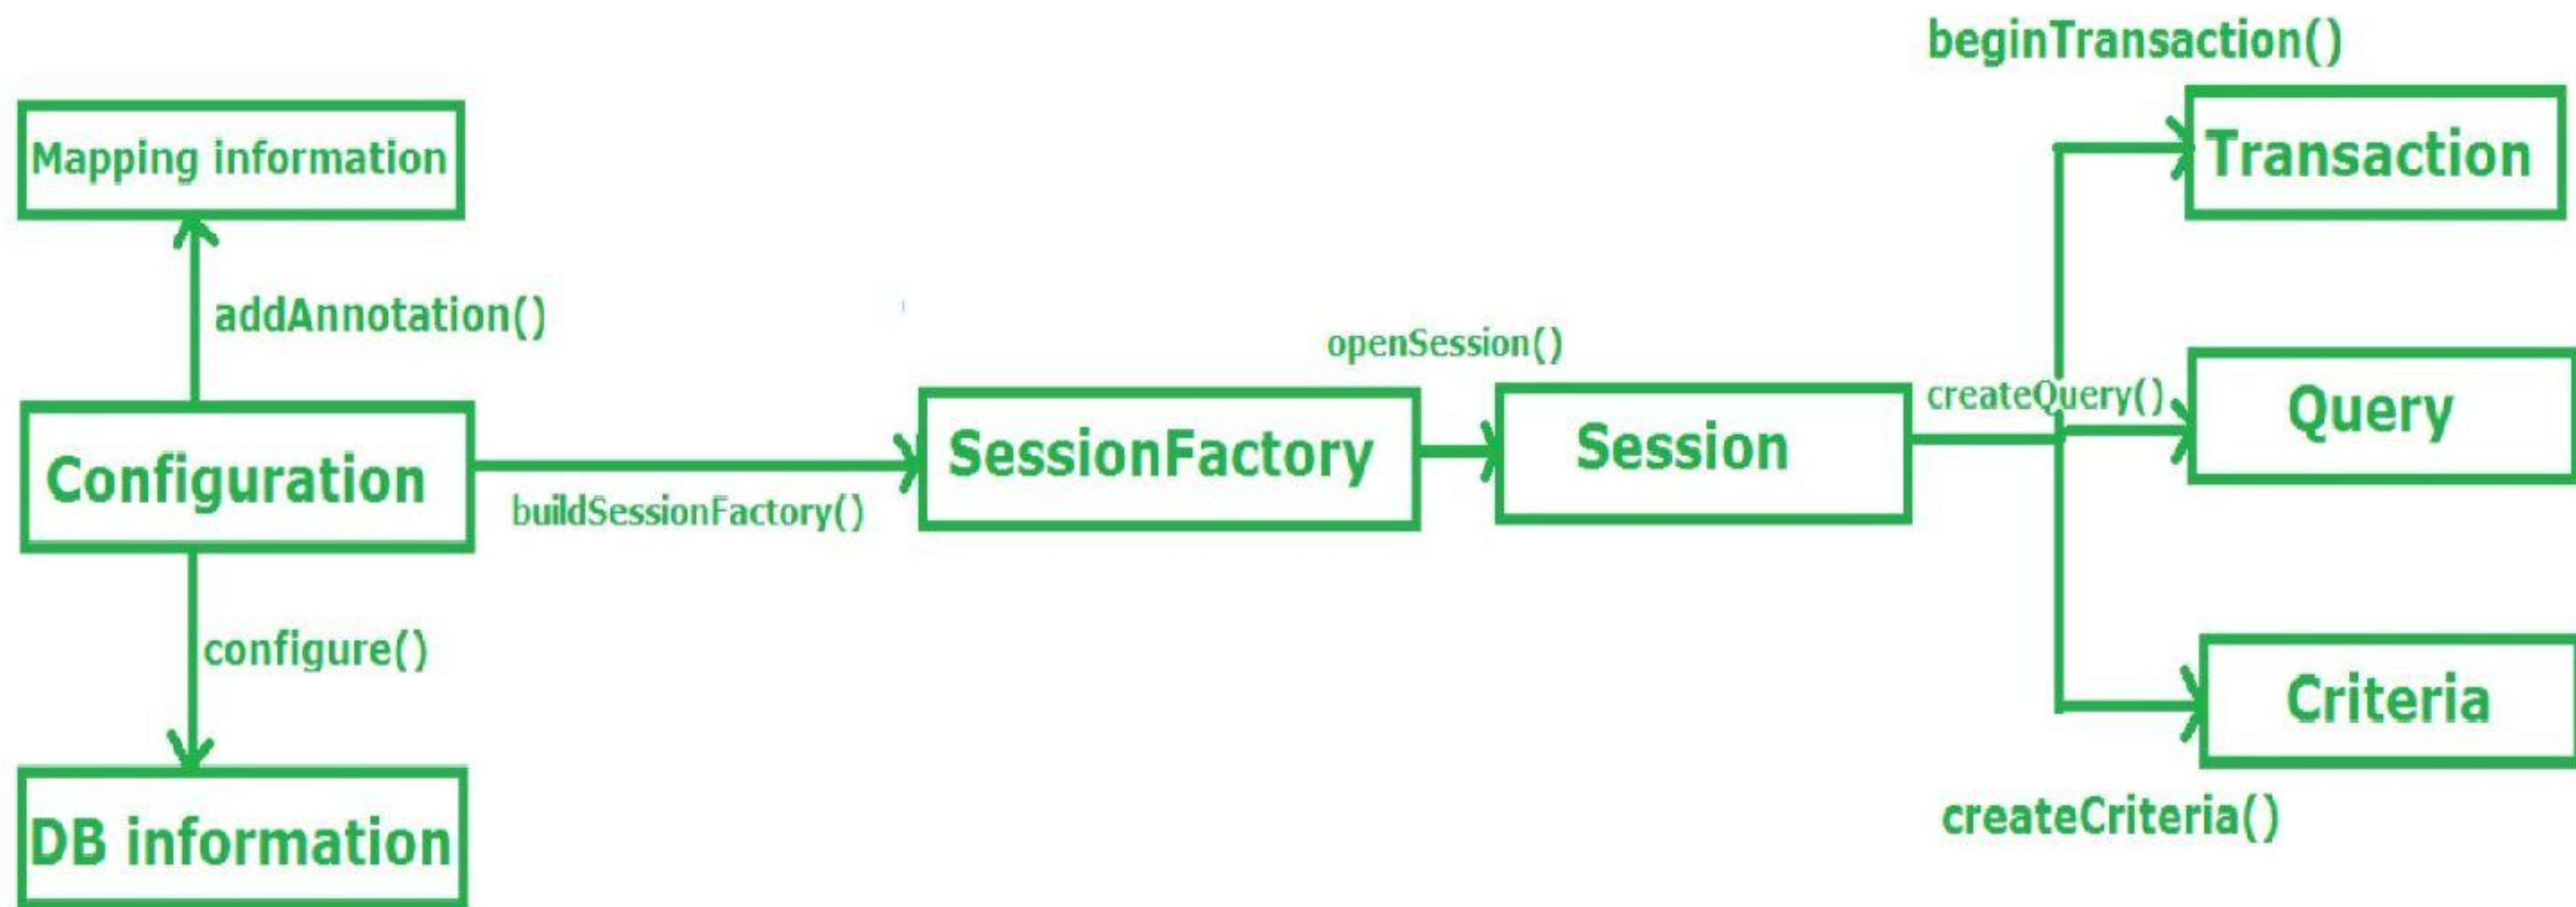 beginTransaction()
Mapping information
Transaction
addAnnotation()
openSession()
createQuery()
Query
Configuration
SessionFactory
Session
buildSessionFactory()
configure()
Criteria
DB information
createCriteria()